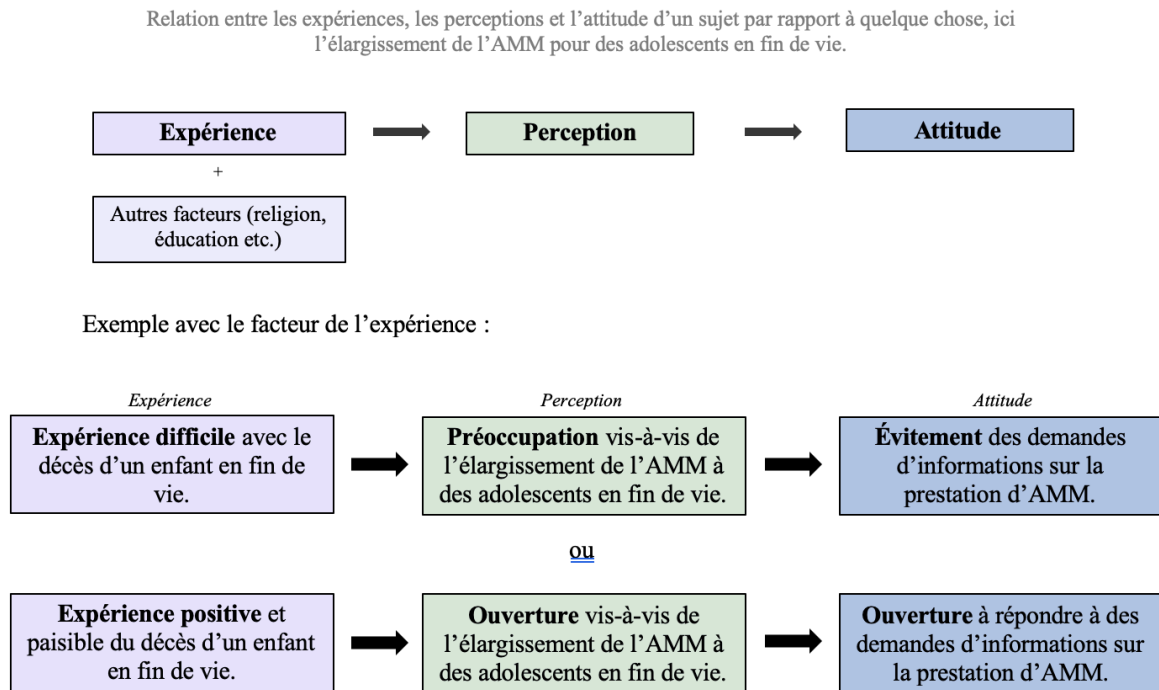 Relation entre les expériences, les perceptions et l’attitude d’un sujet par rapport à quelque chose, ici
l’élargissement de l’AMM pour des adolescents en fin de vie.
Expérience
Perception
Attitude
+
Autres facteurs (religion,
éducation etc.)
Exemple avec le facteur de l’expérience :
Expérience
Perception
Attitude
Expérience difficile avec le
décès d’un enfant en fin de
vie.
Préoccupation vis-à-vis de
l’élargissement de l’AMM à
des adolescents en fin de vie.
Évitement des demandes
d’informations sur la
prestation d’AMM.
ou
Expérience positive et
paisible du décès d’un enfant
en fin de vie.
Ouverture vis-à-vis de
l’élargissement de l’AMM à
des adolescents en fin de vie.
Ouverture à répondre à des
demandes d’informations sur
la prestation d’AMM.